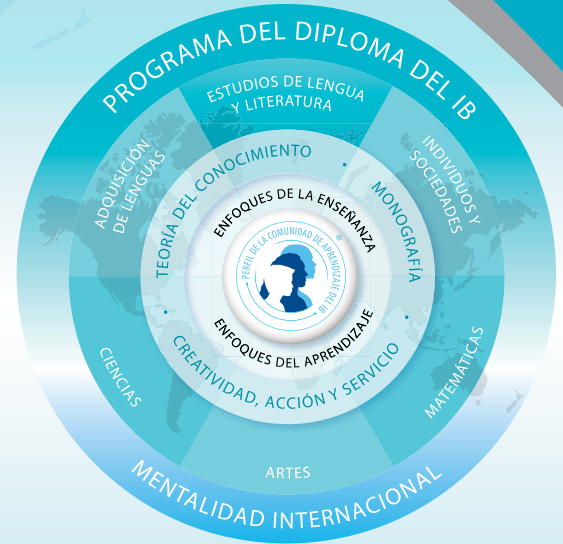 PROGRAMA DEL DIPLOMA DEL IB
ESTUDIOS DE LENGUA
Y LITERATURA
ADQUISICIÓN
DE LENGUAS
INDIVIDUOS Y
SOCIEDADES
TEORÍA DEL CONOCIMIENTO
MONOGRAFÍA
ENFOQUES DE LA ENSEÑANZA
PERFIL DE LA COMUNIDAD DE APRENDIZAJE DEL IB ®
ENFOQUES DEL APRENDIZAJE
CREATIVIDAD, ACCIÓN Y SERVICIO
CIENCIAS
MATEMÁTICAS
ARTES
MENTALIDAD INTERNACIONAL